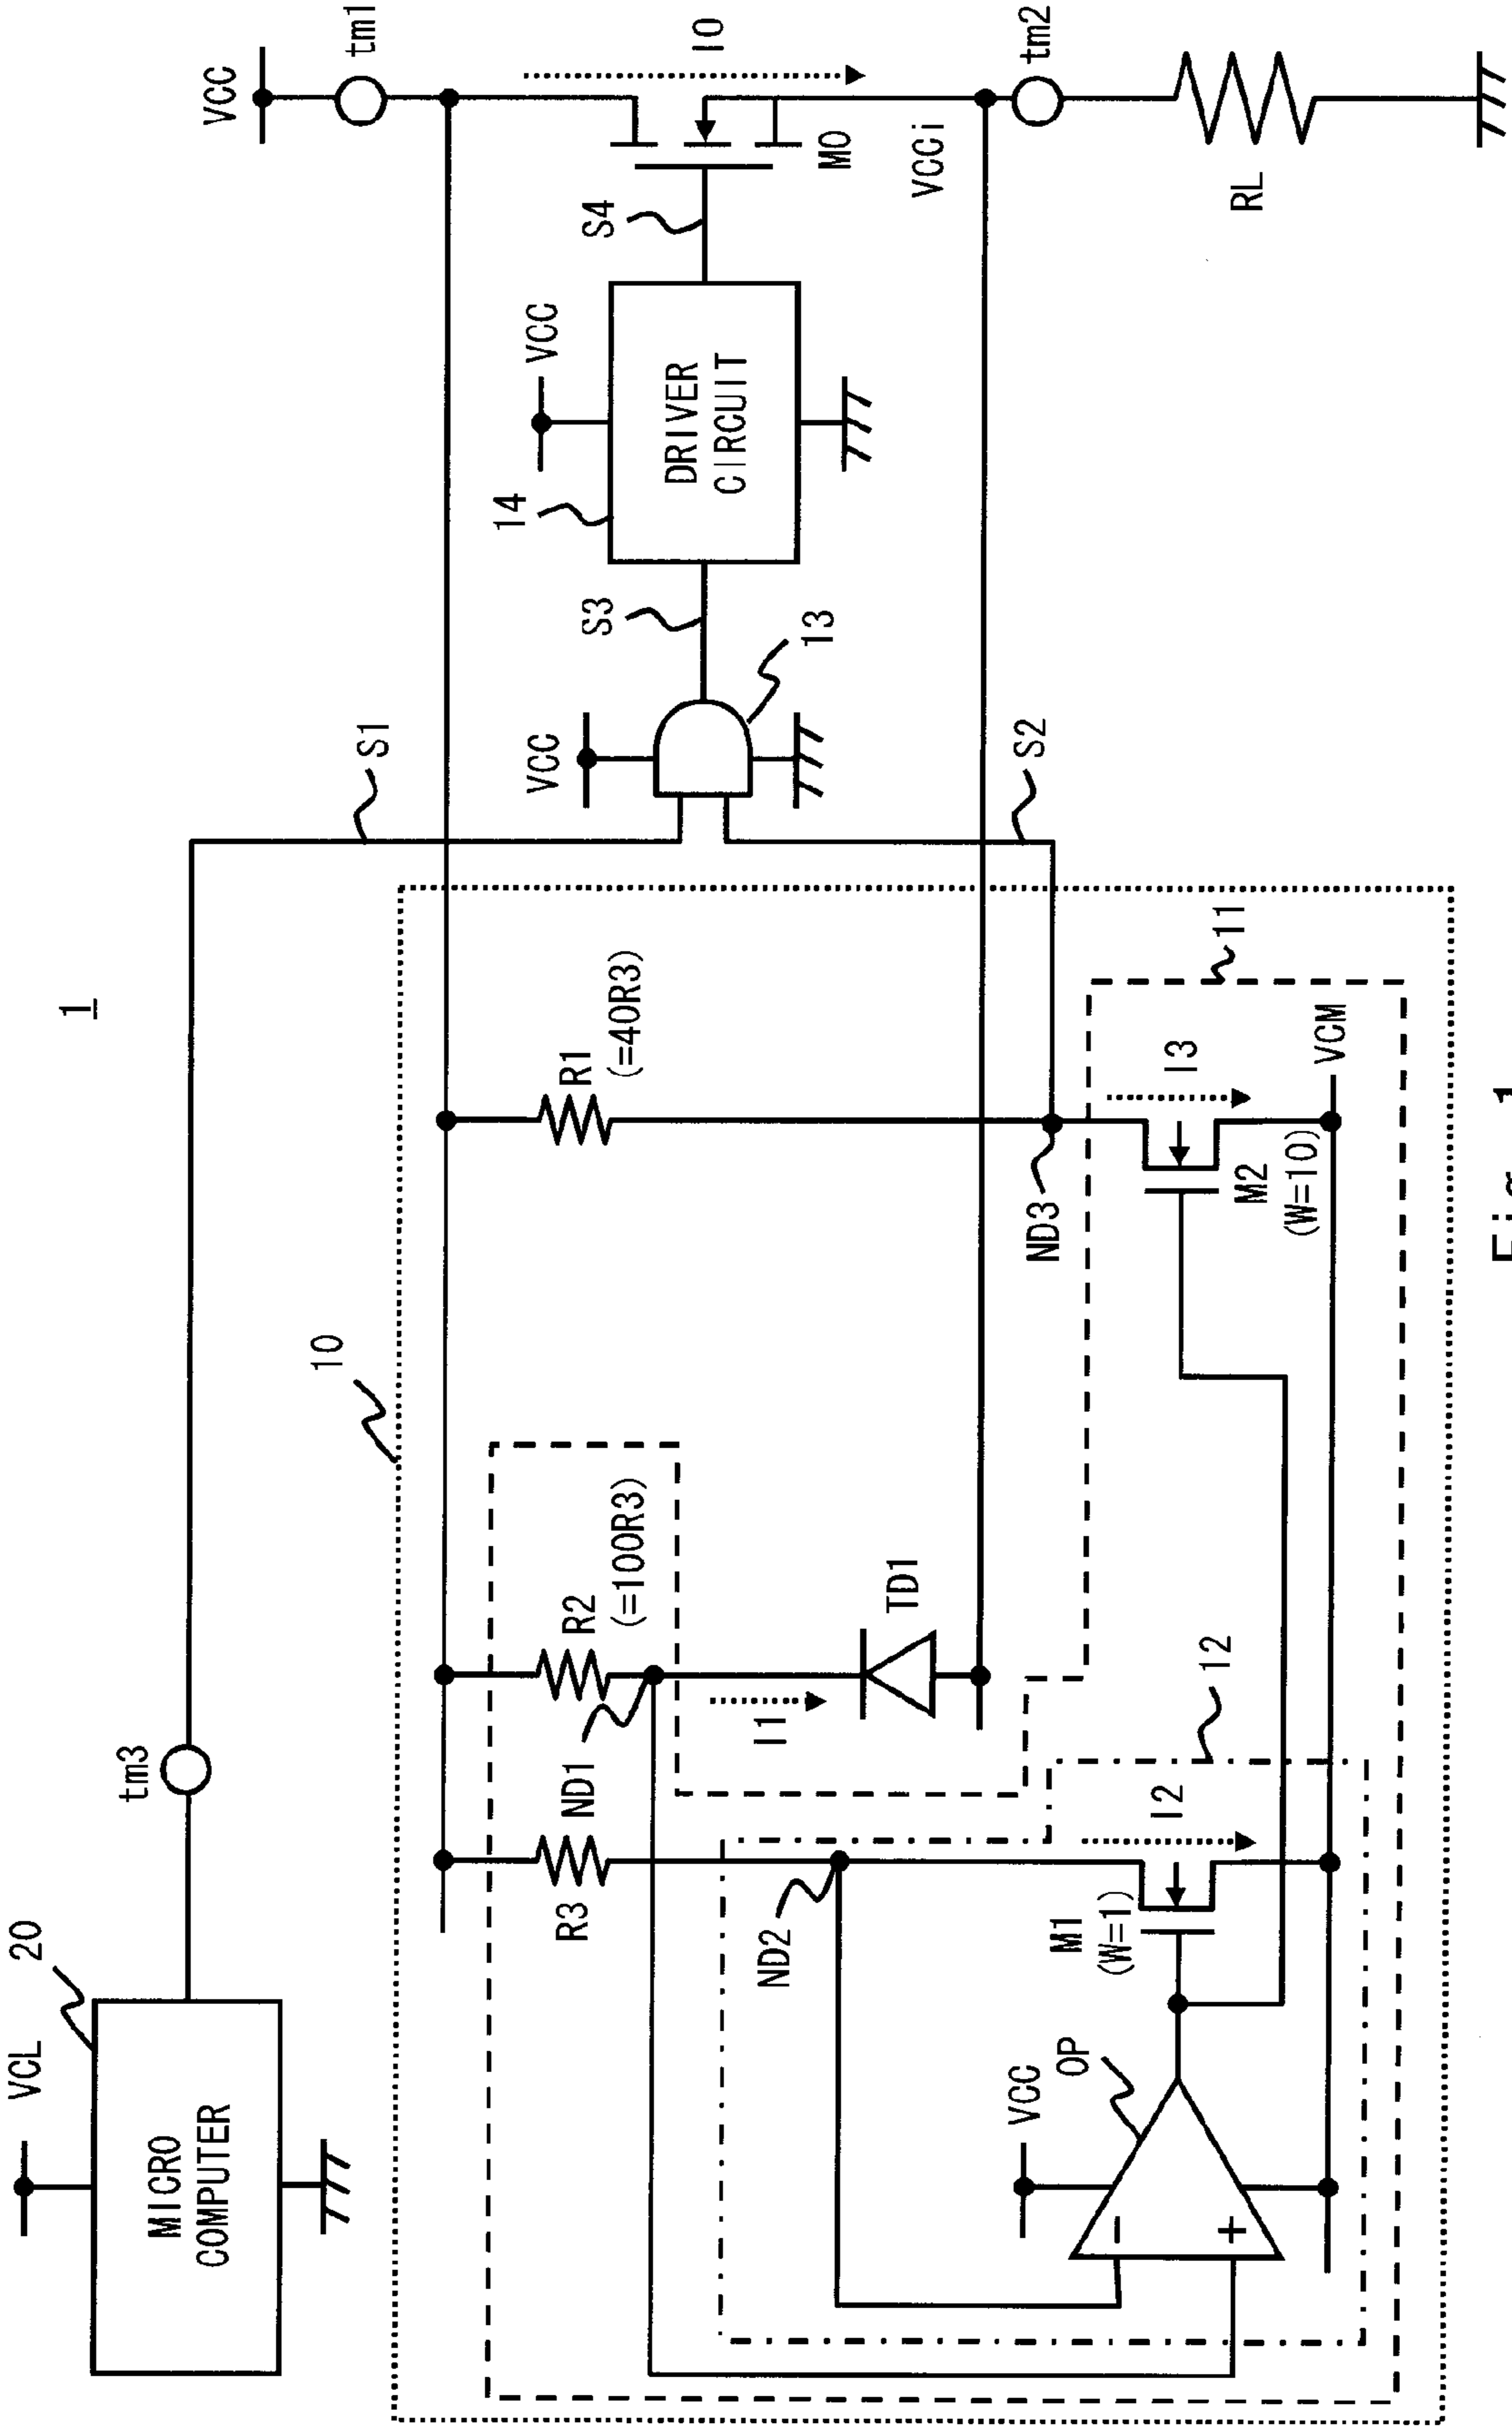 1
VCL
20
MICRO
COMPUTER
tm3
S1
VCC
tm1
10
R3
R2
(=100R3)
R1
(=40R3)
ND1
VCC
13
S3
14
VCC
DRIVER
CIRCUIT
S4
M0
I0
I1
TD1
ND2
VCCi
tm2
S2
ND3
VCC
OP
−
+
M1
(W=1)
I2
12
M2
(W=10)
I3
11
VCM
RL
Fig. 1